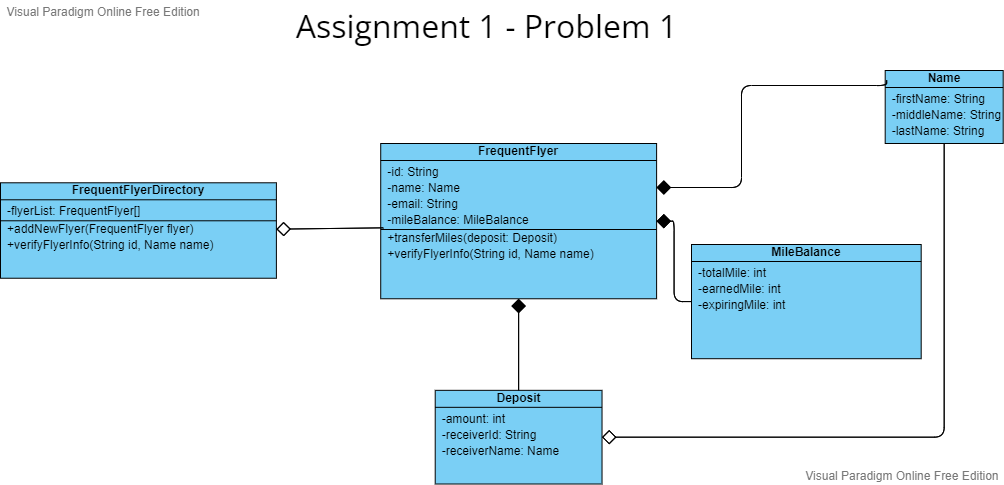 Visual Paradigm Online Free Edition
Assignment 1 - Problem 1
Name
-firstName: String
-middleName: String
-lastName: String
FrequentFlyer
-id: String
-name: Name
-email: String
-mileBalance: MileBalance
+transferMiles(deposit: Deposit)
+verifyFlyerInfo(String id, Name name)
FrequentFlyerDirectory
-flyerList: FrequentFlyer[]
+addNewFlyer(FrequentFlyer flyer)
+verifyFlyerInfo(String id, Name name)
MileBalance
-totalMile: int
-earnedMile: int
-expiringMile: int
Deposit
-amount: int
-receiverId: String
-receiverName: Name
Visual Paradigm Online Free Edition